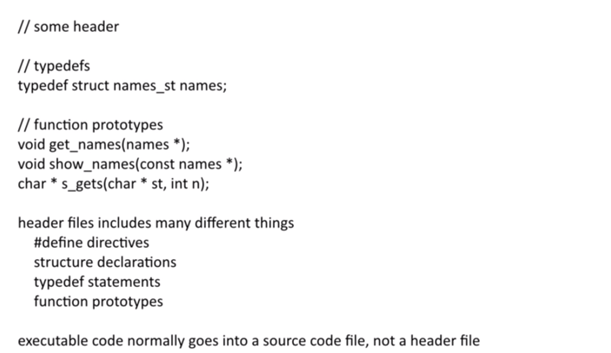 // some header
// typedefs
typedef struct names_st names;
// function prototypes
void get_names(names *);
void show_names(const names *);
char * s_gets(char * st, int n);
header files includes many different things
#define directives
structure declarations
typedef statements
function prototypes
executable code normally goes into a source code file, not a header file